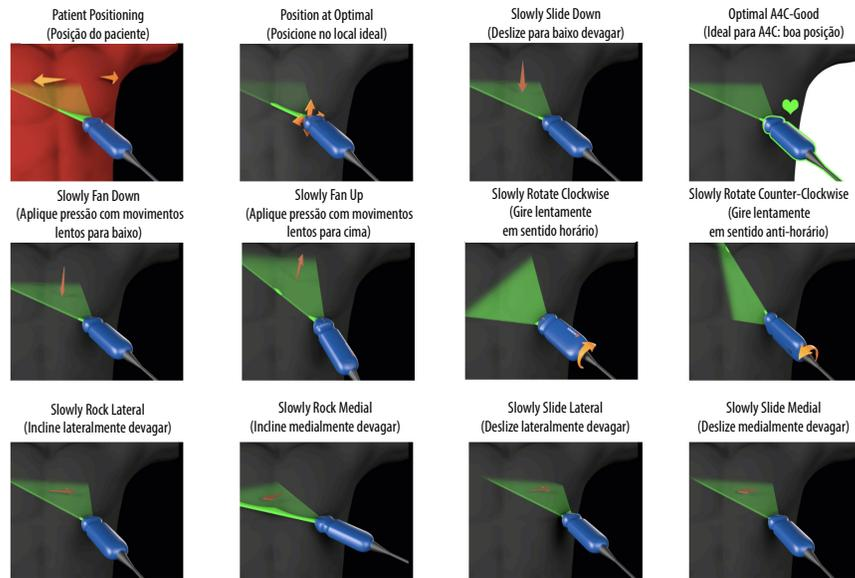 Patient Positioning
(Posição do paciente)
Position at Optimal
(Posicione no local ideal)
Slowly Slide Down
(Deslize para baixo devagar)
Optimal A4C-Good
(Ideal para A4C: boa posição)
Slowly Fan Down
(Aplique pressão com movimentos
lentos para baixo)
Slowly Fan Up
(Aplique pressão com movimentos
lentos para cima)
Slowly Rotate Clockwise
(Gire lentamente
em sentido horário)
Slowly Rotate Counter-Clockwise
(Gire lentamente
em sentido anti-horário)
Slowly Rock Lateral
(Incline lateralmente devagar)
Slowly Rock Medial
(Incline medialmente devagar)
Slowly Slide Lateral
(Deslize lateralmente devagar)
Slowly Slide Medial
(Deslize medialmente devagar)